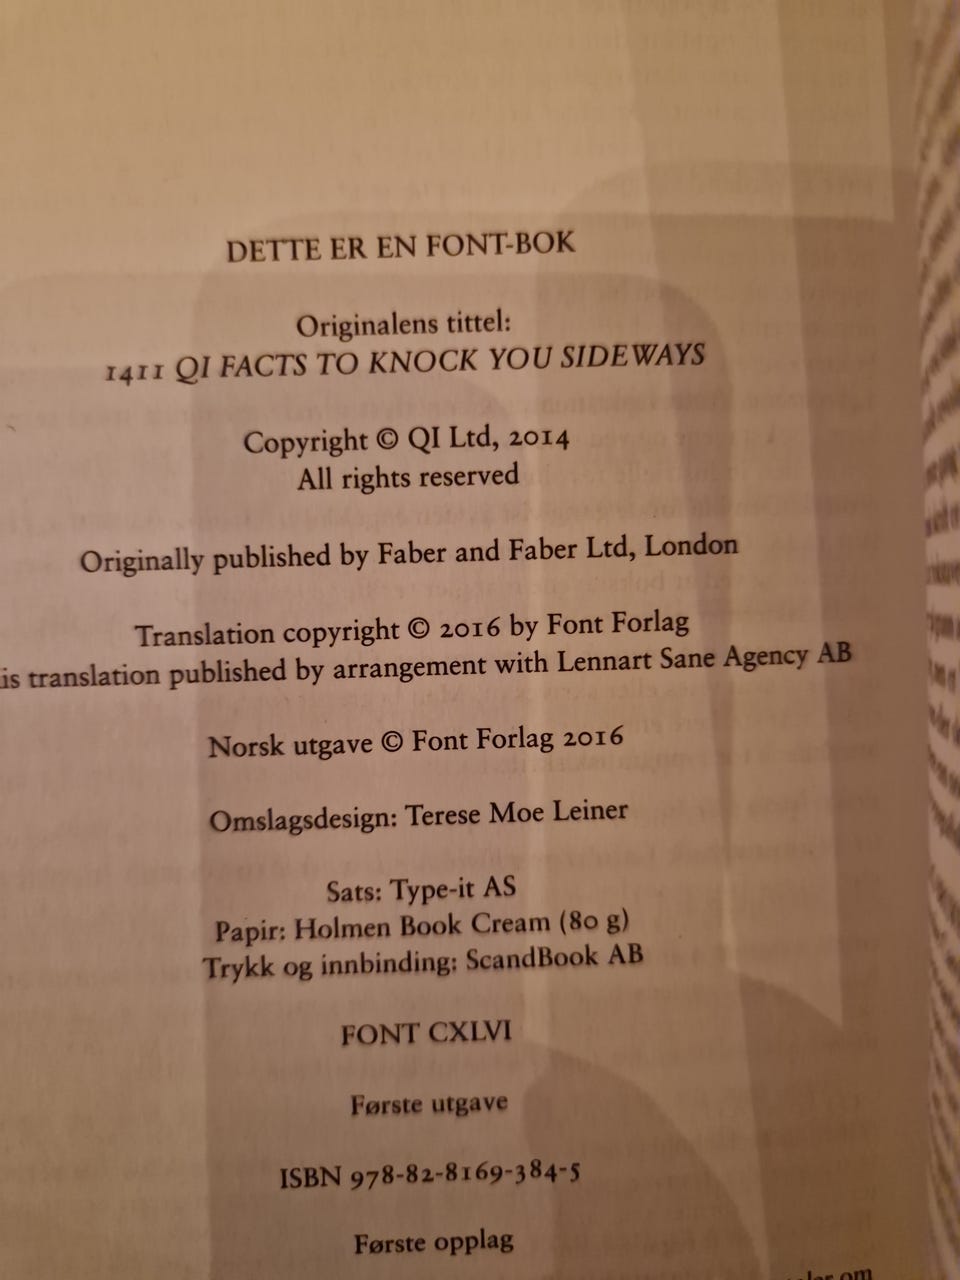 DETTE ER EN FONT-BOK
Originalens tittel:
1411 QI FACTS TO KNOCK YOU SIDEWAYS
Copyright © QI Ltd, 2014
All rights reserved
Originally published by Faber and Faber Ltd, London
Translation copyright © 2016 by Font Forlag
is translation published by arrangement with Lennart Sane Agency AB
Norsk utgave © Font Forlag 2016
Omslagsdesign: Terese Moe Leiner
Sats: Type-it AS
Papir: Holmen Book Cream (80 g)
Trykk og innbinding: ScandBook AB
FONT CXLVI
Første utgave
ISBN 978-82-8169-384-5
Første opplag
om